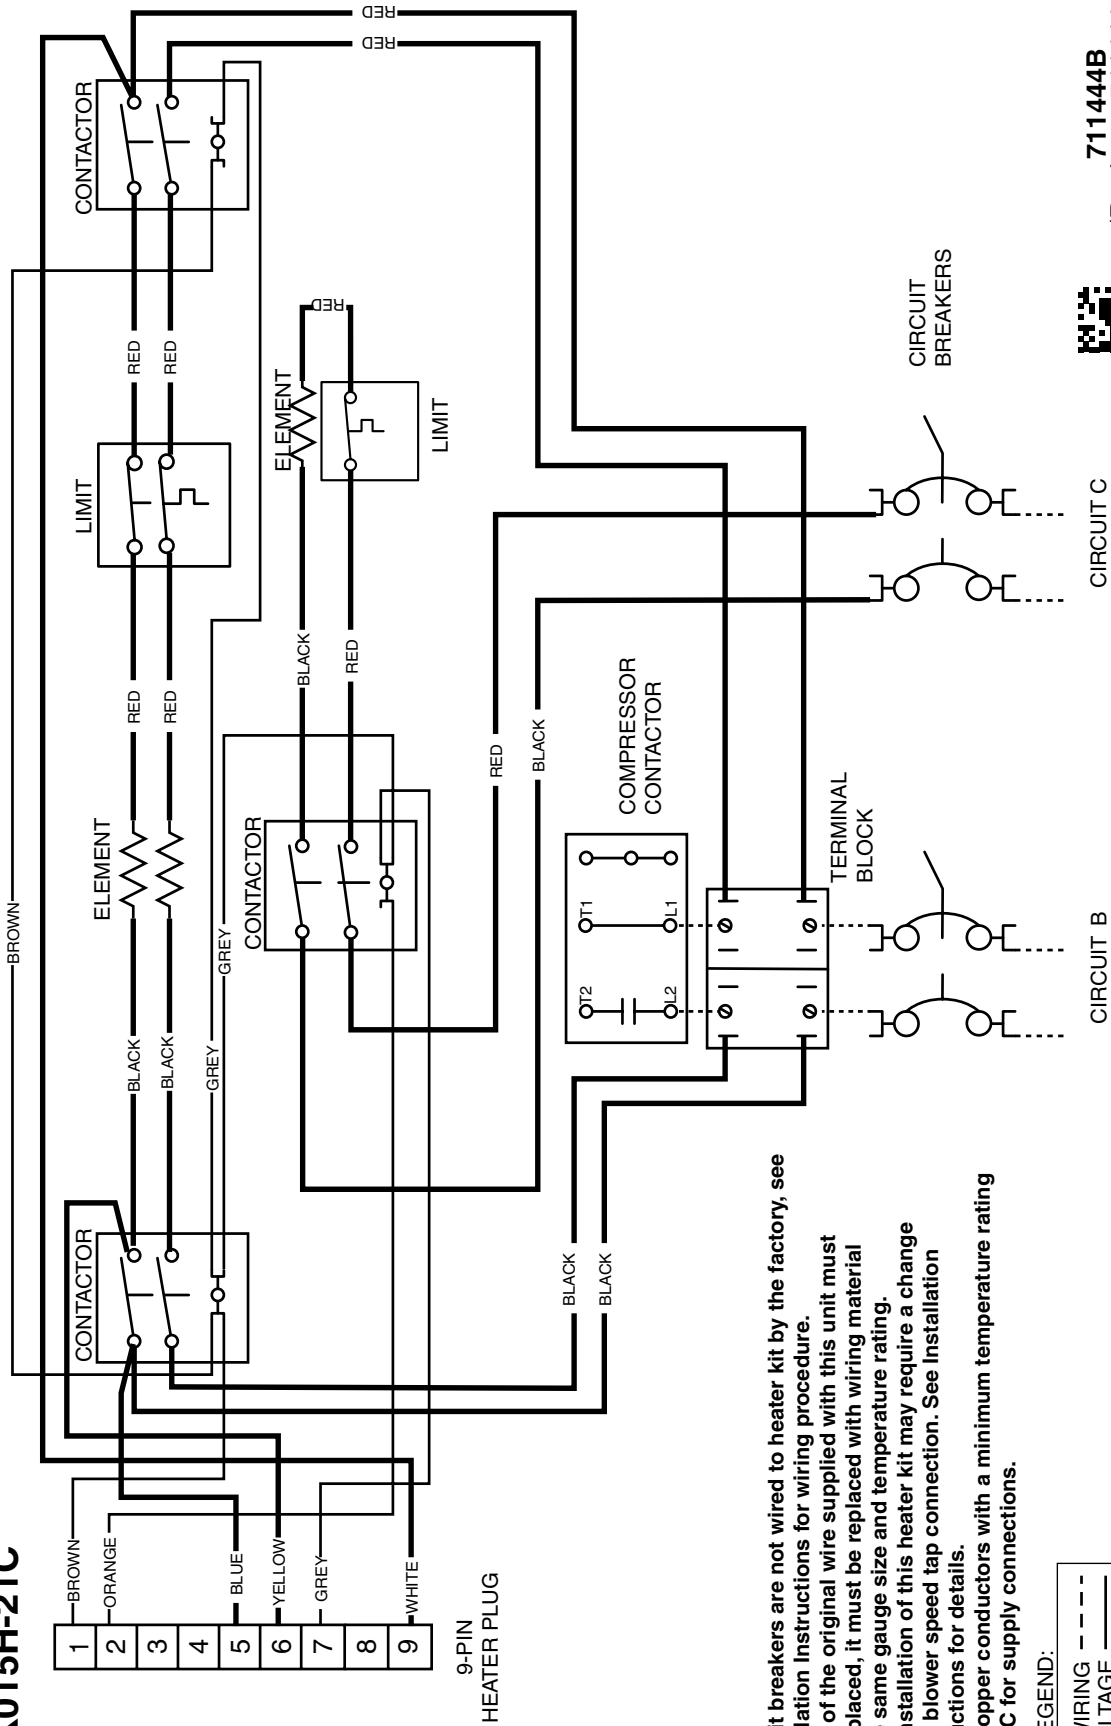 A015H-21C
BROWN
CONTACTOR
ELEMENT
LIMIT
CONTACTOR
BROWN
ORANGE
BLACK
RED
RED
BLACK
RED
RED
GREY
GREY
1
2
3
4
5
6
7
8
9
BLUE
YELLOW
GREY
WHITE
9-PIN
HEATER PLUG
CONTACTOR
ELEMENT
BLACK
RED
RED
LIMIT
RED
RED
RED
BLACK
BLACK
BLACK
COMPRESSOR
CONTACTOR
T2
T1
L2
L1
TERMINAL
BLOCK
CIRCUIT
BREAKERS
CIRCUIT B
CIRCUIT C
it breakers are not wired to heater kit by the factory, see
lation Instructions for wiring procedure.
of the original wire supplied with this unit must
placed, it must be replaced with wiring material
same gauge size and temperature rating.
nstallation of this heater kit may require a change
blower speed tap connection. See Installation
ctions for details.
opper conductors with a minimum temperature rating
C for supply connections.
EGEND:
WIRING
LTAGE
711444B